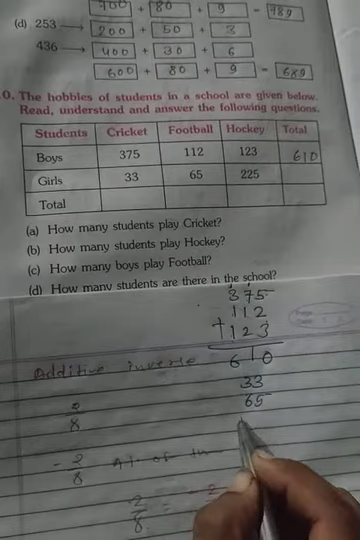 700 + 80 + 9 = 789
(d) 253 → 200 + 50 + 3
436 → 400 + 30 + 6
600 + 80 + 9 = 689
0. The hobbies of students in a school are given below.
Read, understand and answer the following questions.
Students Cricket Football Hockey Total
Boys 375 112 123 610
Girls 33 65 225
Total
(a) How many students play Cricket?
(b) How many students play Hockey?
(c) How many boys play Football?
(d) How many students are there in the school?
375
112
+ 123
610
Additive inverse
33
65
8
- 2/8 of
2/8 = -2